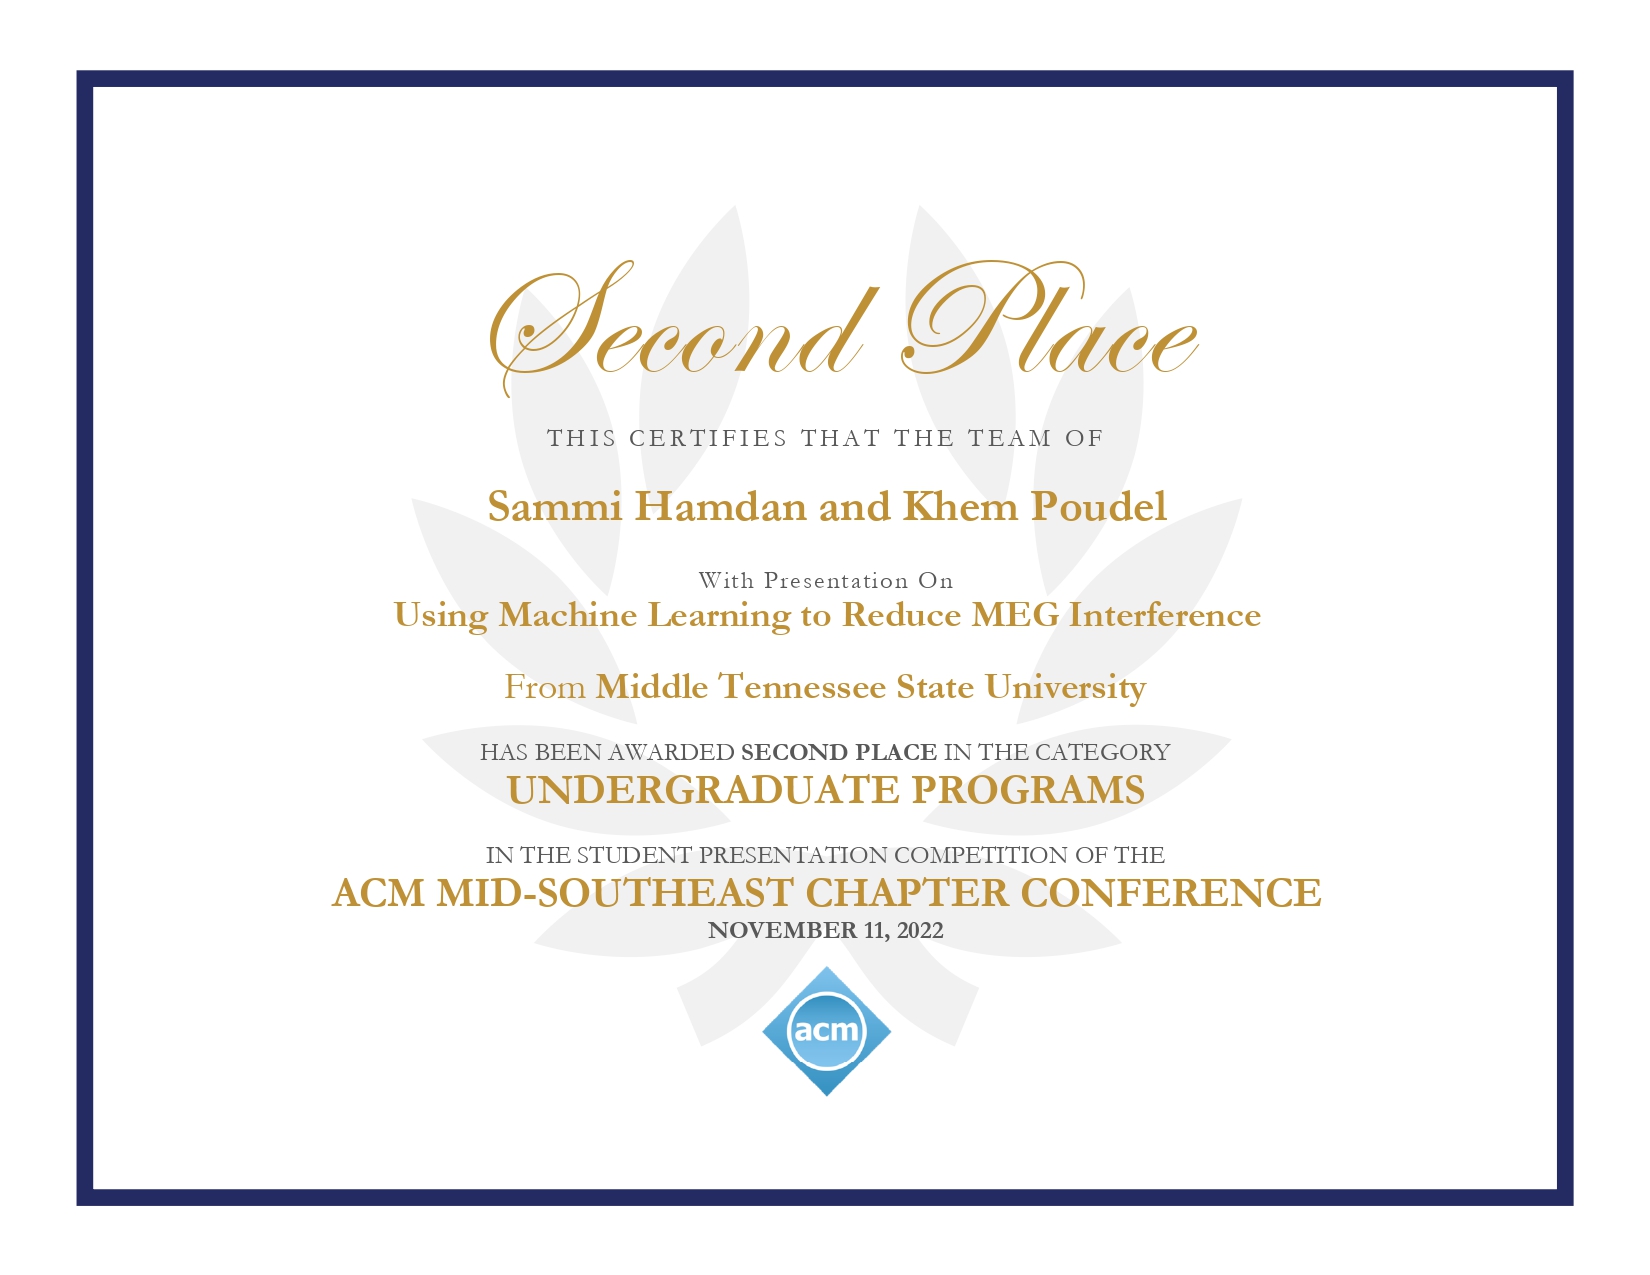 Second Place
THIS CERTIFIES THAT THE TEAM OF
Sammi Hamdan and Khem Poudel
With Presentation On
Using Machine Learning to Reduce MEG Interference
From Middle Tennessee State University
HAS BEEN AWARDED SECOND PLACE IN THE CATEGORY
UNDERGRADUATE PROGRAMS
IN THE STUDENT PRESENTATION COMPETITION OF THE
ACM MID-SOUTHEAST CHAPTER CONFERENCE
NOVEMBER 11, 2022
acm